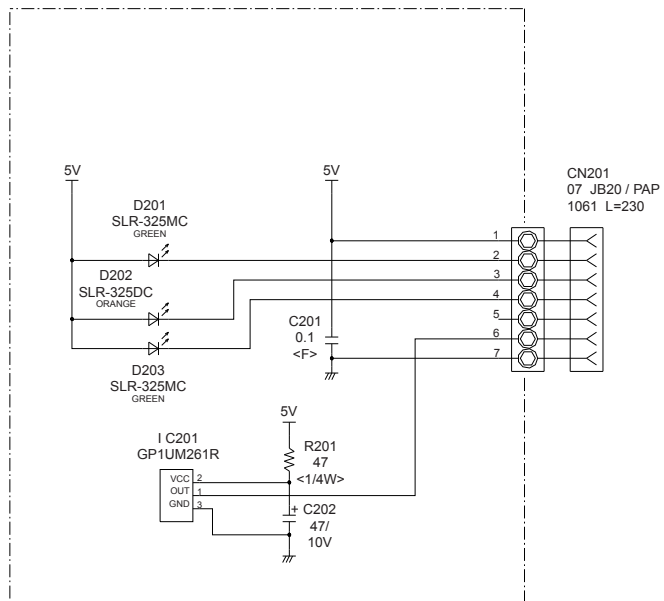 5V
5V
D201
SLR-325MC
GREEN
D202
SLR-325DC
ORANGE
D203
SLR-325MC
GREEN
C201
0.1
<F>
CN201
07 JB20 / PAP
1061 L=230
1
2
3
4
5
6
7
5V
R201
47
<1/4W>
I C201
GP1UM261R
VCC 2
OUT 1
GND 3
+ C202
47/
10V